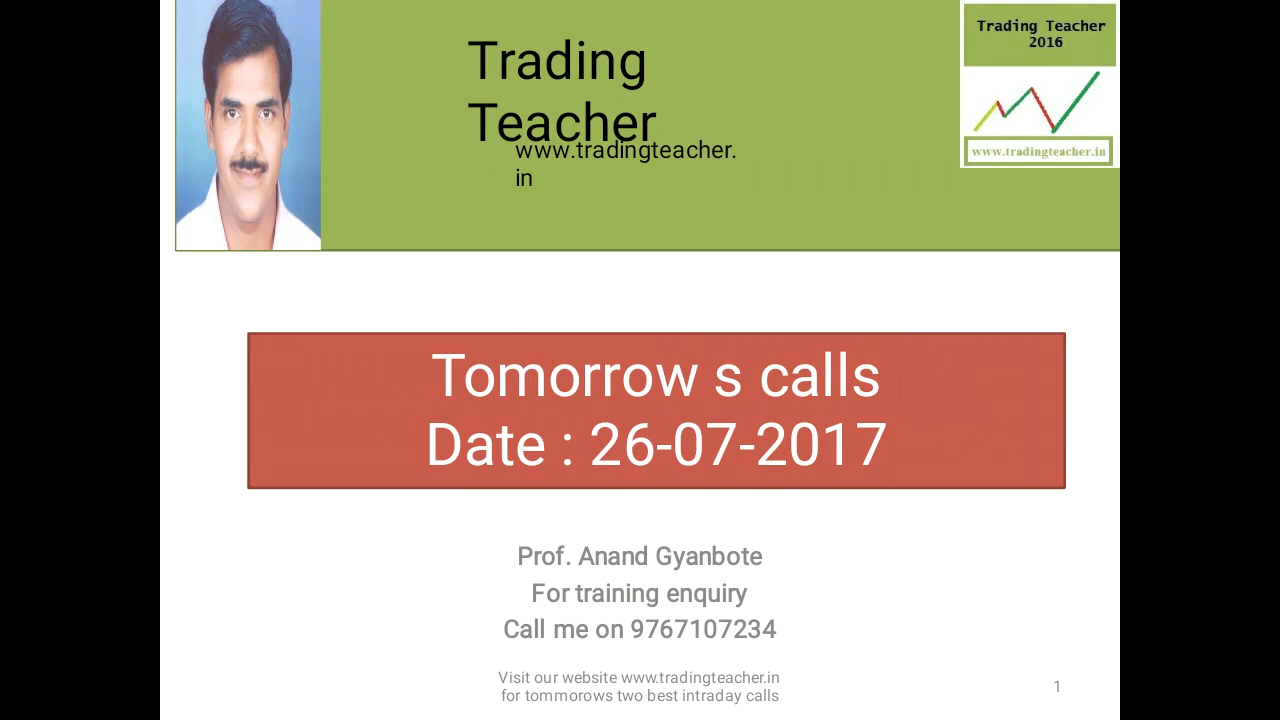 Trading
Teacher
www.tradingteacher.
in
Trading Teacher
2016
www.tradingteacher.in
Tomorrow s calls
Date : 26-07-2017
Prof. Anand Gyanbote
For training enquiry
Call me on 9767107234
Visit our website www.tradingteacher.in
for tommorows two best intraday calls
1